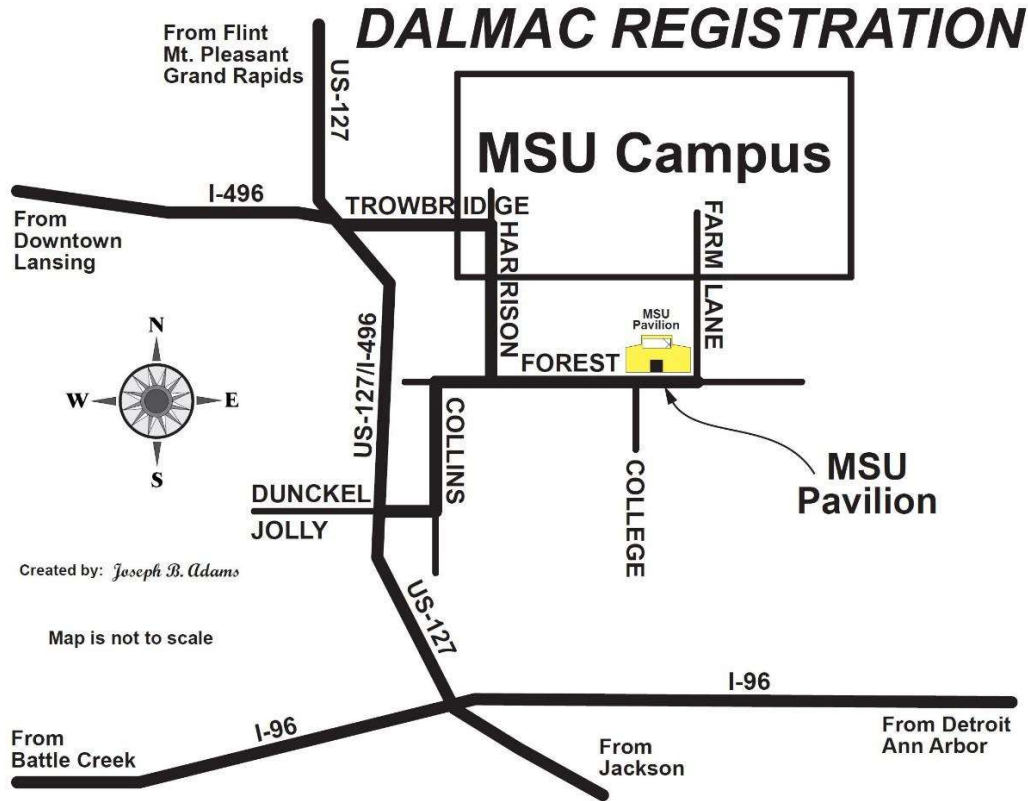 DALMAC REGISTRATION
From Flint
Mt. Pleasant
Grand Rapids
US-127
MSU Campus
I-496
TROWBRIDGE
From
Downtown
Lansing
HARRISON
FARM LANE
MSU
Pavilion
N
W
E
S
US-127/I-496
FOREST
COLLINS
COLLEGE
MSU
Pavilion
DUNCKEL
JOLLY
Created by: Joseph B. Adams
US-127
Map is not to scale
I-96
I-96
From
Battle Creek
From
Jackson
From Detroit
Ann Arbor